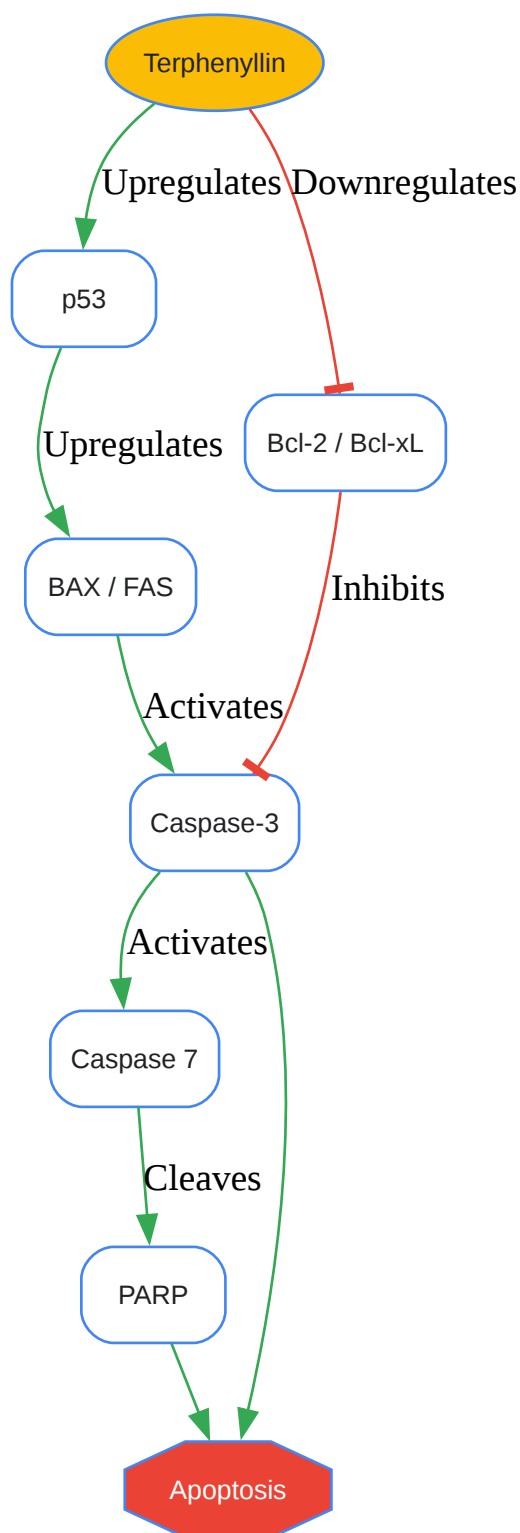 Terphenyllin
Upregulates
Downregulates
p53
Upregulates
Bcl-2 / Bcl-xL
BAX / FAS
Inhibits
Activates
Caspase-3
Activates
Caspase 7
Cleaves
PARP
Apoptosis